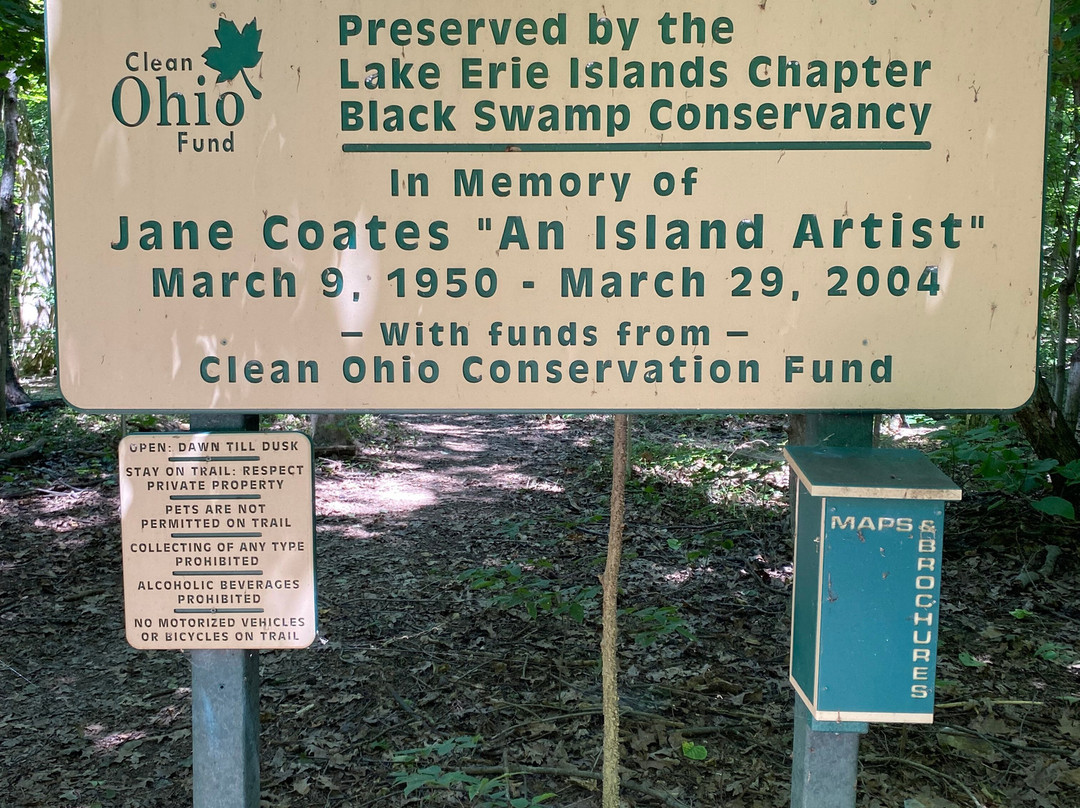 Clean
Ohio
Fund
Preserved by the
Lake Erie Islands Chapter
Black Swamp Conservancy
In Memory of
Jane Coates "An Island Artist"
March 9, 1950 - March 29, 2004
— With funds from —
Clean Ohio Conservation Fund
OPEN: DAWN TILL DUSK
STAY ON TRAIL: RESPECT
PRIVATE PROPERTY
PETS ARE NOT
PERMITTED ON TRAIL
COLLECTING OF ANY TYPE
PROHIBITED
ALCOHOLIC BEVERAGES
PROHIBITED
NO MOTORIZED VEHICLES
OR BICYCLES ON TRAIL
MAPS &
BROCHURES